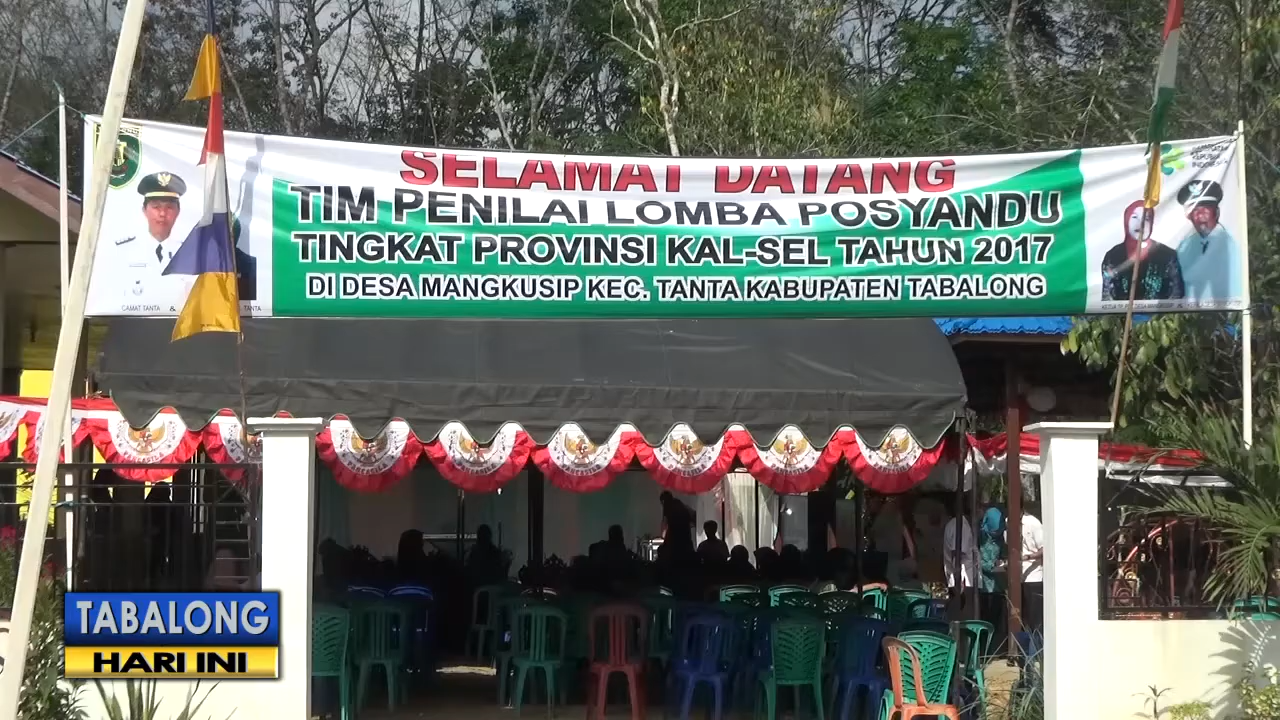 SELAMAT DATANG
TIM PENILAI LOMBA POSYANDU
TINGKAT PROVINSI KAL-SEL TAHUN 2017
DI DESA MANGKUSIP KEC. TANTA KABUPATEN TABALONG
CAMAT TANTA & TANTA
TABALONG
HARI INI